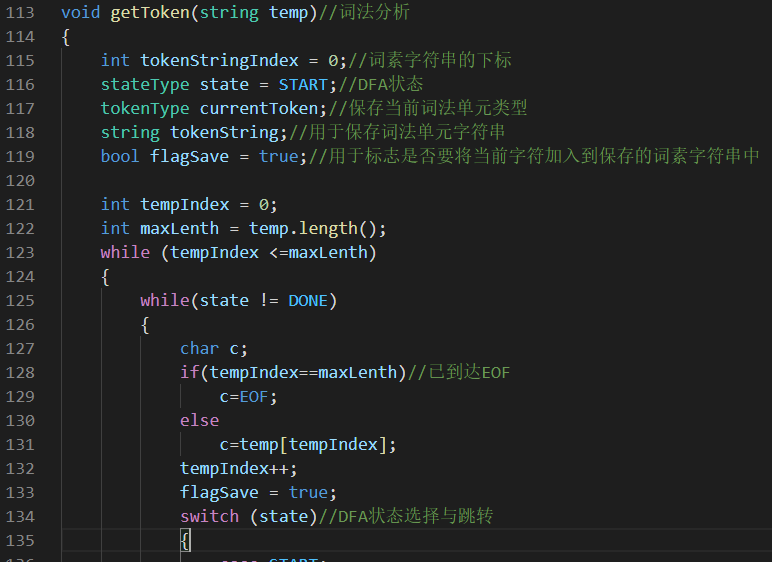 113 void getToken(string temp)//词法分析
114 {
115 int tokenStringIndex = 0;//词素字符串的下标
116 stateType state = START;//DFA状态
117 tokenType currentToken;//保存当前词法单元类型
118 string tokenString;//用于保存词法单元字符串
119 bool flagSave = true;//用于标志是否要将当前字符加入到保存的词素字符串中
120
121 int tempIndex = 0;
122 int maxLenth = temp.length();
123 while (tempIndex <=maxLenth)
124 {
125 while(state != DONE)
126 {
127 char c;
128 if(tempIndex==maxLenth)//已到达EOF
129 c=EOF;
130 else
131 c=temp[tempIndex];
132 tempIndex++;
133 flagSave = true;
134 switch (state)//DFA状态选择与跳转
135 {